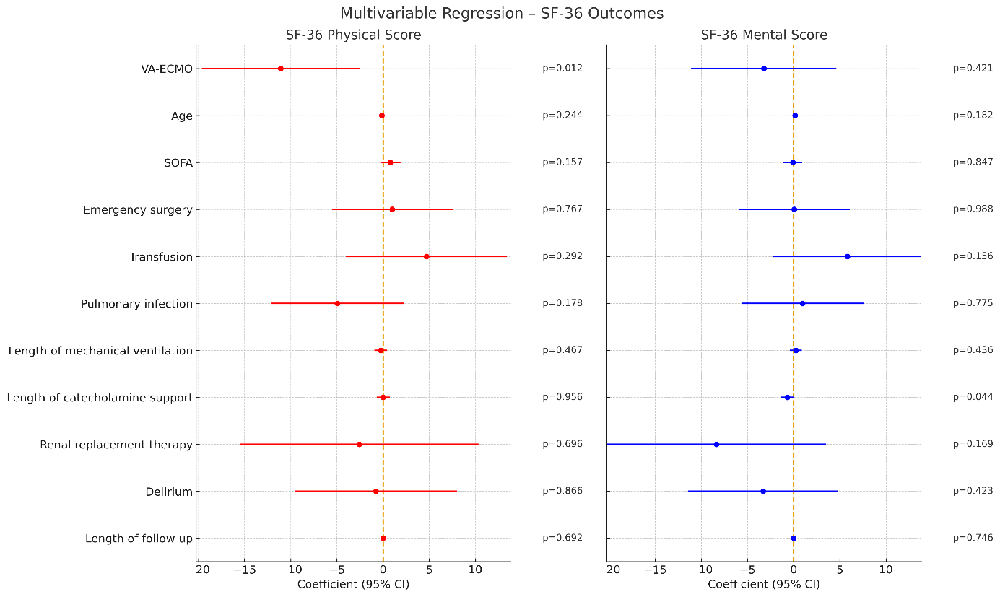 Multivariable Regression – SF-36 Outcomes
SF-36 Physical Score
VA-ECMO p=0.012
Age p=0.244
SOFA p=0.157
Emergency surgery p=0.767
Transfusion p=0.292
Pulmonary infection p=0.178
Length of mechanical ventilation p=0.467
Length of catecholamine support p=0.956
Renal replacement therapy p=0.696
Delirium p=0.866
Length of follow up p=0.692
−20 −15 −10 −5 0 5 10
Coefficient (95% CI)
SF-36 Mental Score
p=0.421
p=0.182
p=0.847
p=0.988
p=0.156
p=0.775
p=0.436
p=0.044
p=0.169
p=0.423
p=0.746
−20 −15 −10 −5 0 5 10
Coefficient (95% CI)